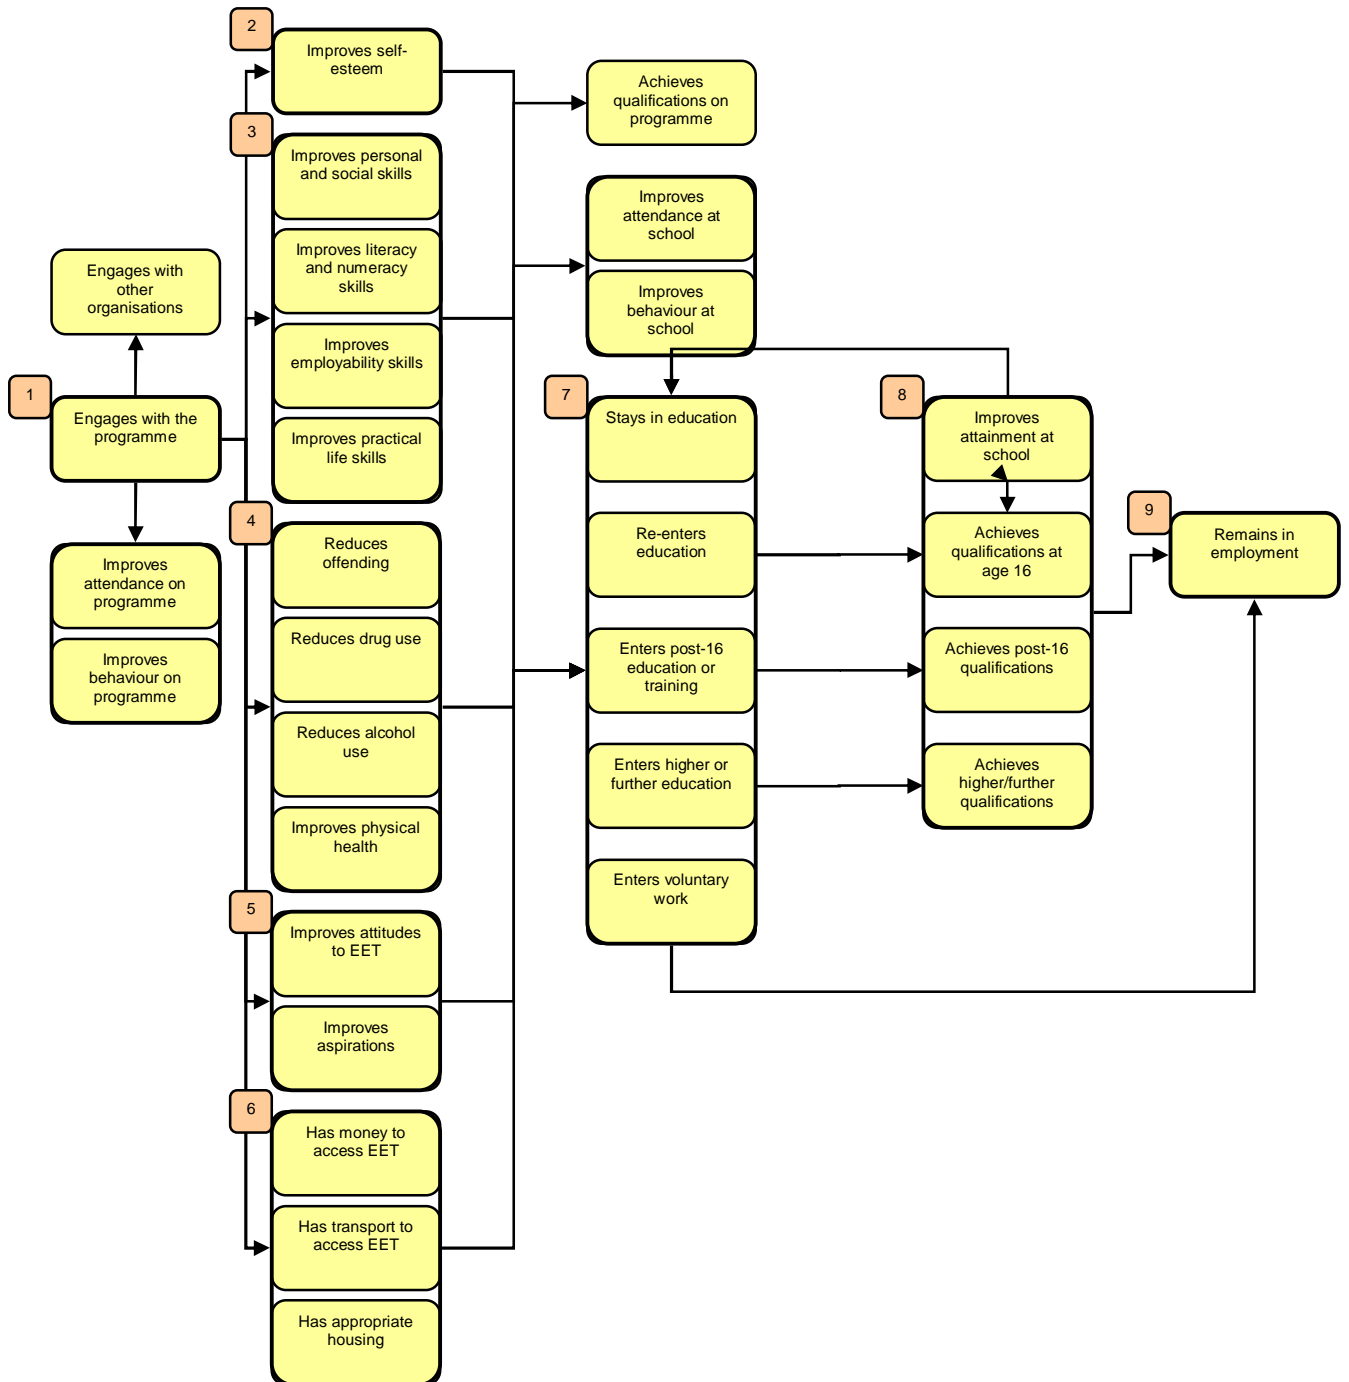 2
Improves self-
esteem
Achieves
qualifications on
programme
3
Improves personal
and social skills
Improves literacy
and numeracy
skills
Improves
employability skills
Improves practical
life skills
Improves
attendance at
school
Improves
behaviour at
school
Engages with
other
organisations
1
Engages with the
programme
Improves
attendance on
programme
Improves
behaviour on
programme
4
Reduces
offending
Reduces drug use
Reduces alcohol
use
Improves physical
health
5
Improves attitudes
to EET
Improves
aspirations
6
Has money to
access EET
Has transport to
access EET
Has appropriate
housing
7
Stays in education
Re-enters
education
Enters post-16
education or
training
Enters higher or
further education
Enters voluntary
work
8
Improves
attainment at
school
Achieves
qualifications at
age 16
Achieves post-16
qualifications
Achieves
higher/further
qualifications
9
Remains in
employment